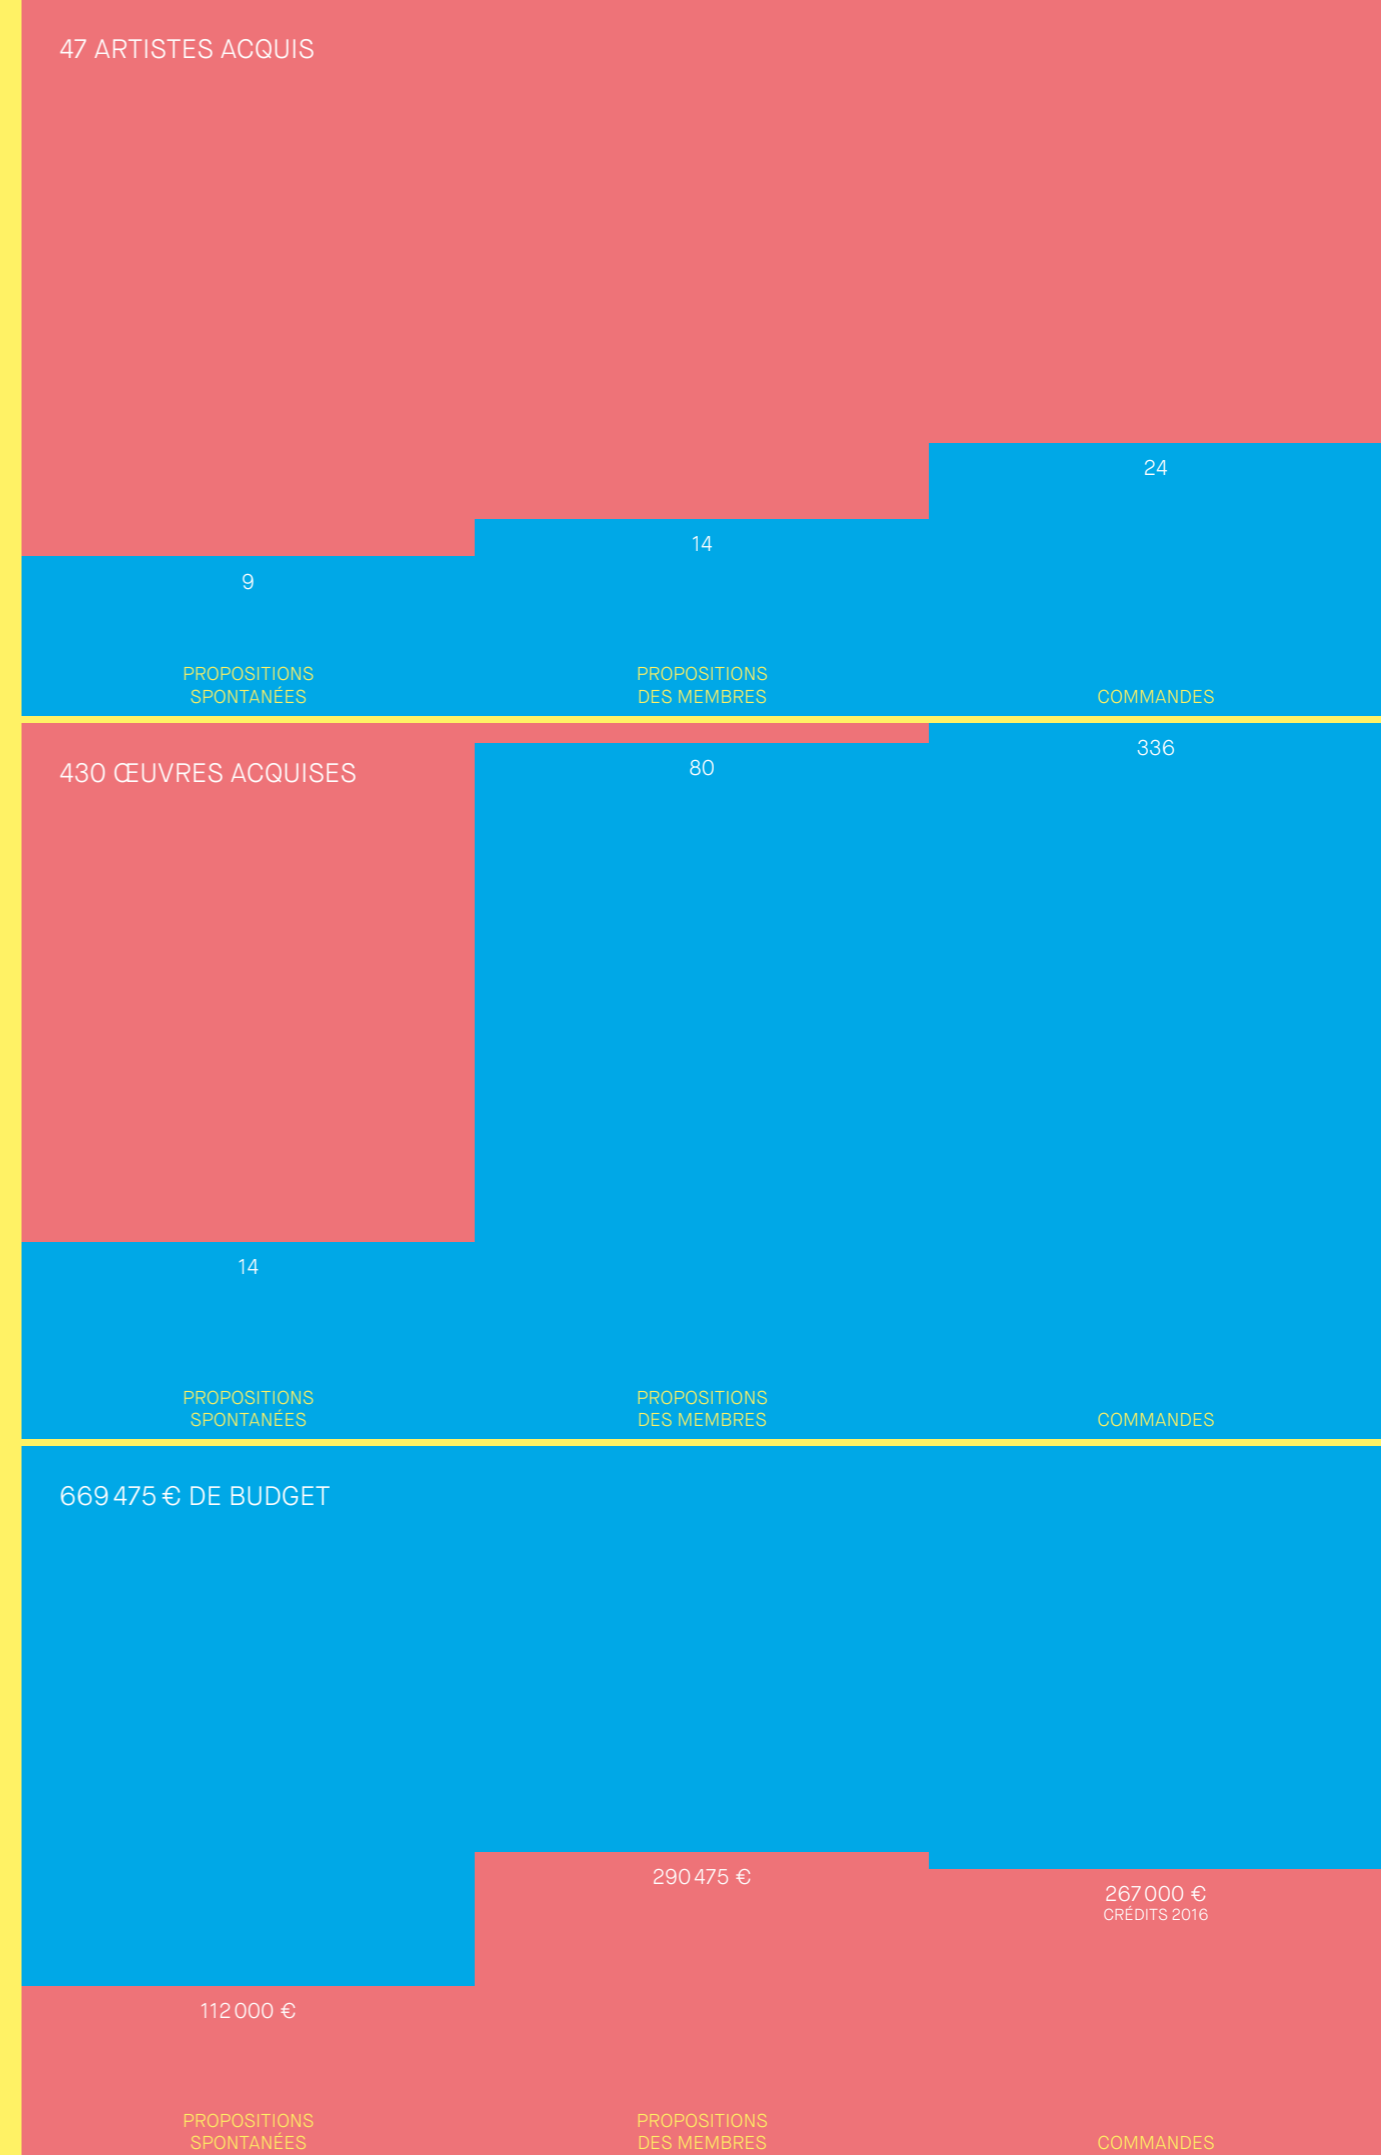 47 ARTISTES ACQUIS
24
14
9
PROPOSITIONS
SPONTANÉES
PROPOSITIONS
DES MEMBRES
COMMANDES
430 ŒUVRES ACQUISES
80
336
14
PROPOSITIONS
SPONTANÉES
PROPOSITIONS
DES MEMBRES
COMMANDES
669 475 € DE BUDGET
290 475 €
267 000 €
CRÉDITS 2016
112 000 €
PROPOSITIONS
SPONTANÉES
PROPOSITIONS
DES MEMBRES
COMMANDES